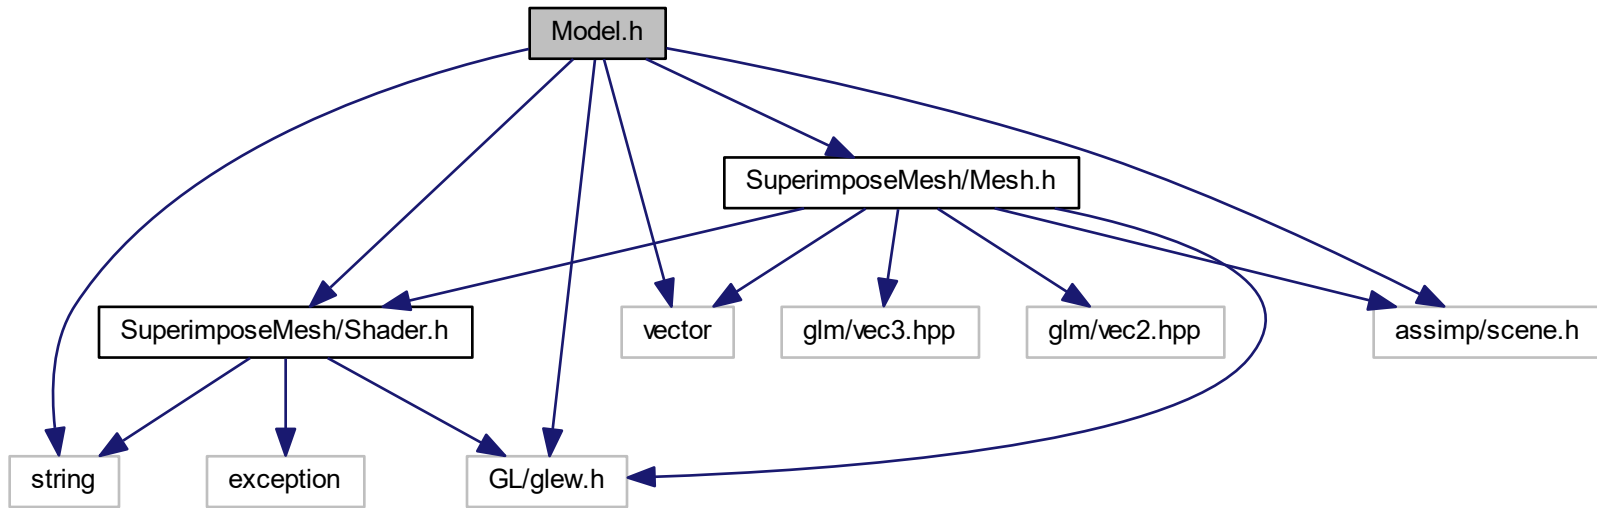 Model.h
SuperimposeMesh/Mesh.h
SuperimposeMesh/Shader.h
vector
glm/vec3.hpp
glm/vec2.hpp
assimp/scene.h
string
exception
GL/glew.h